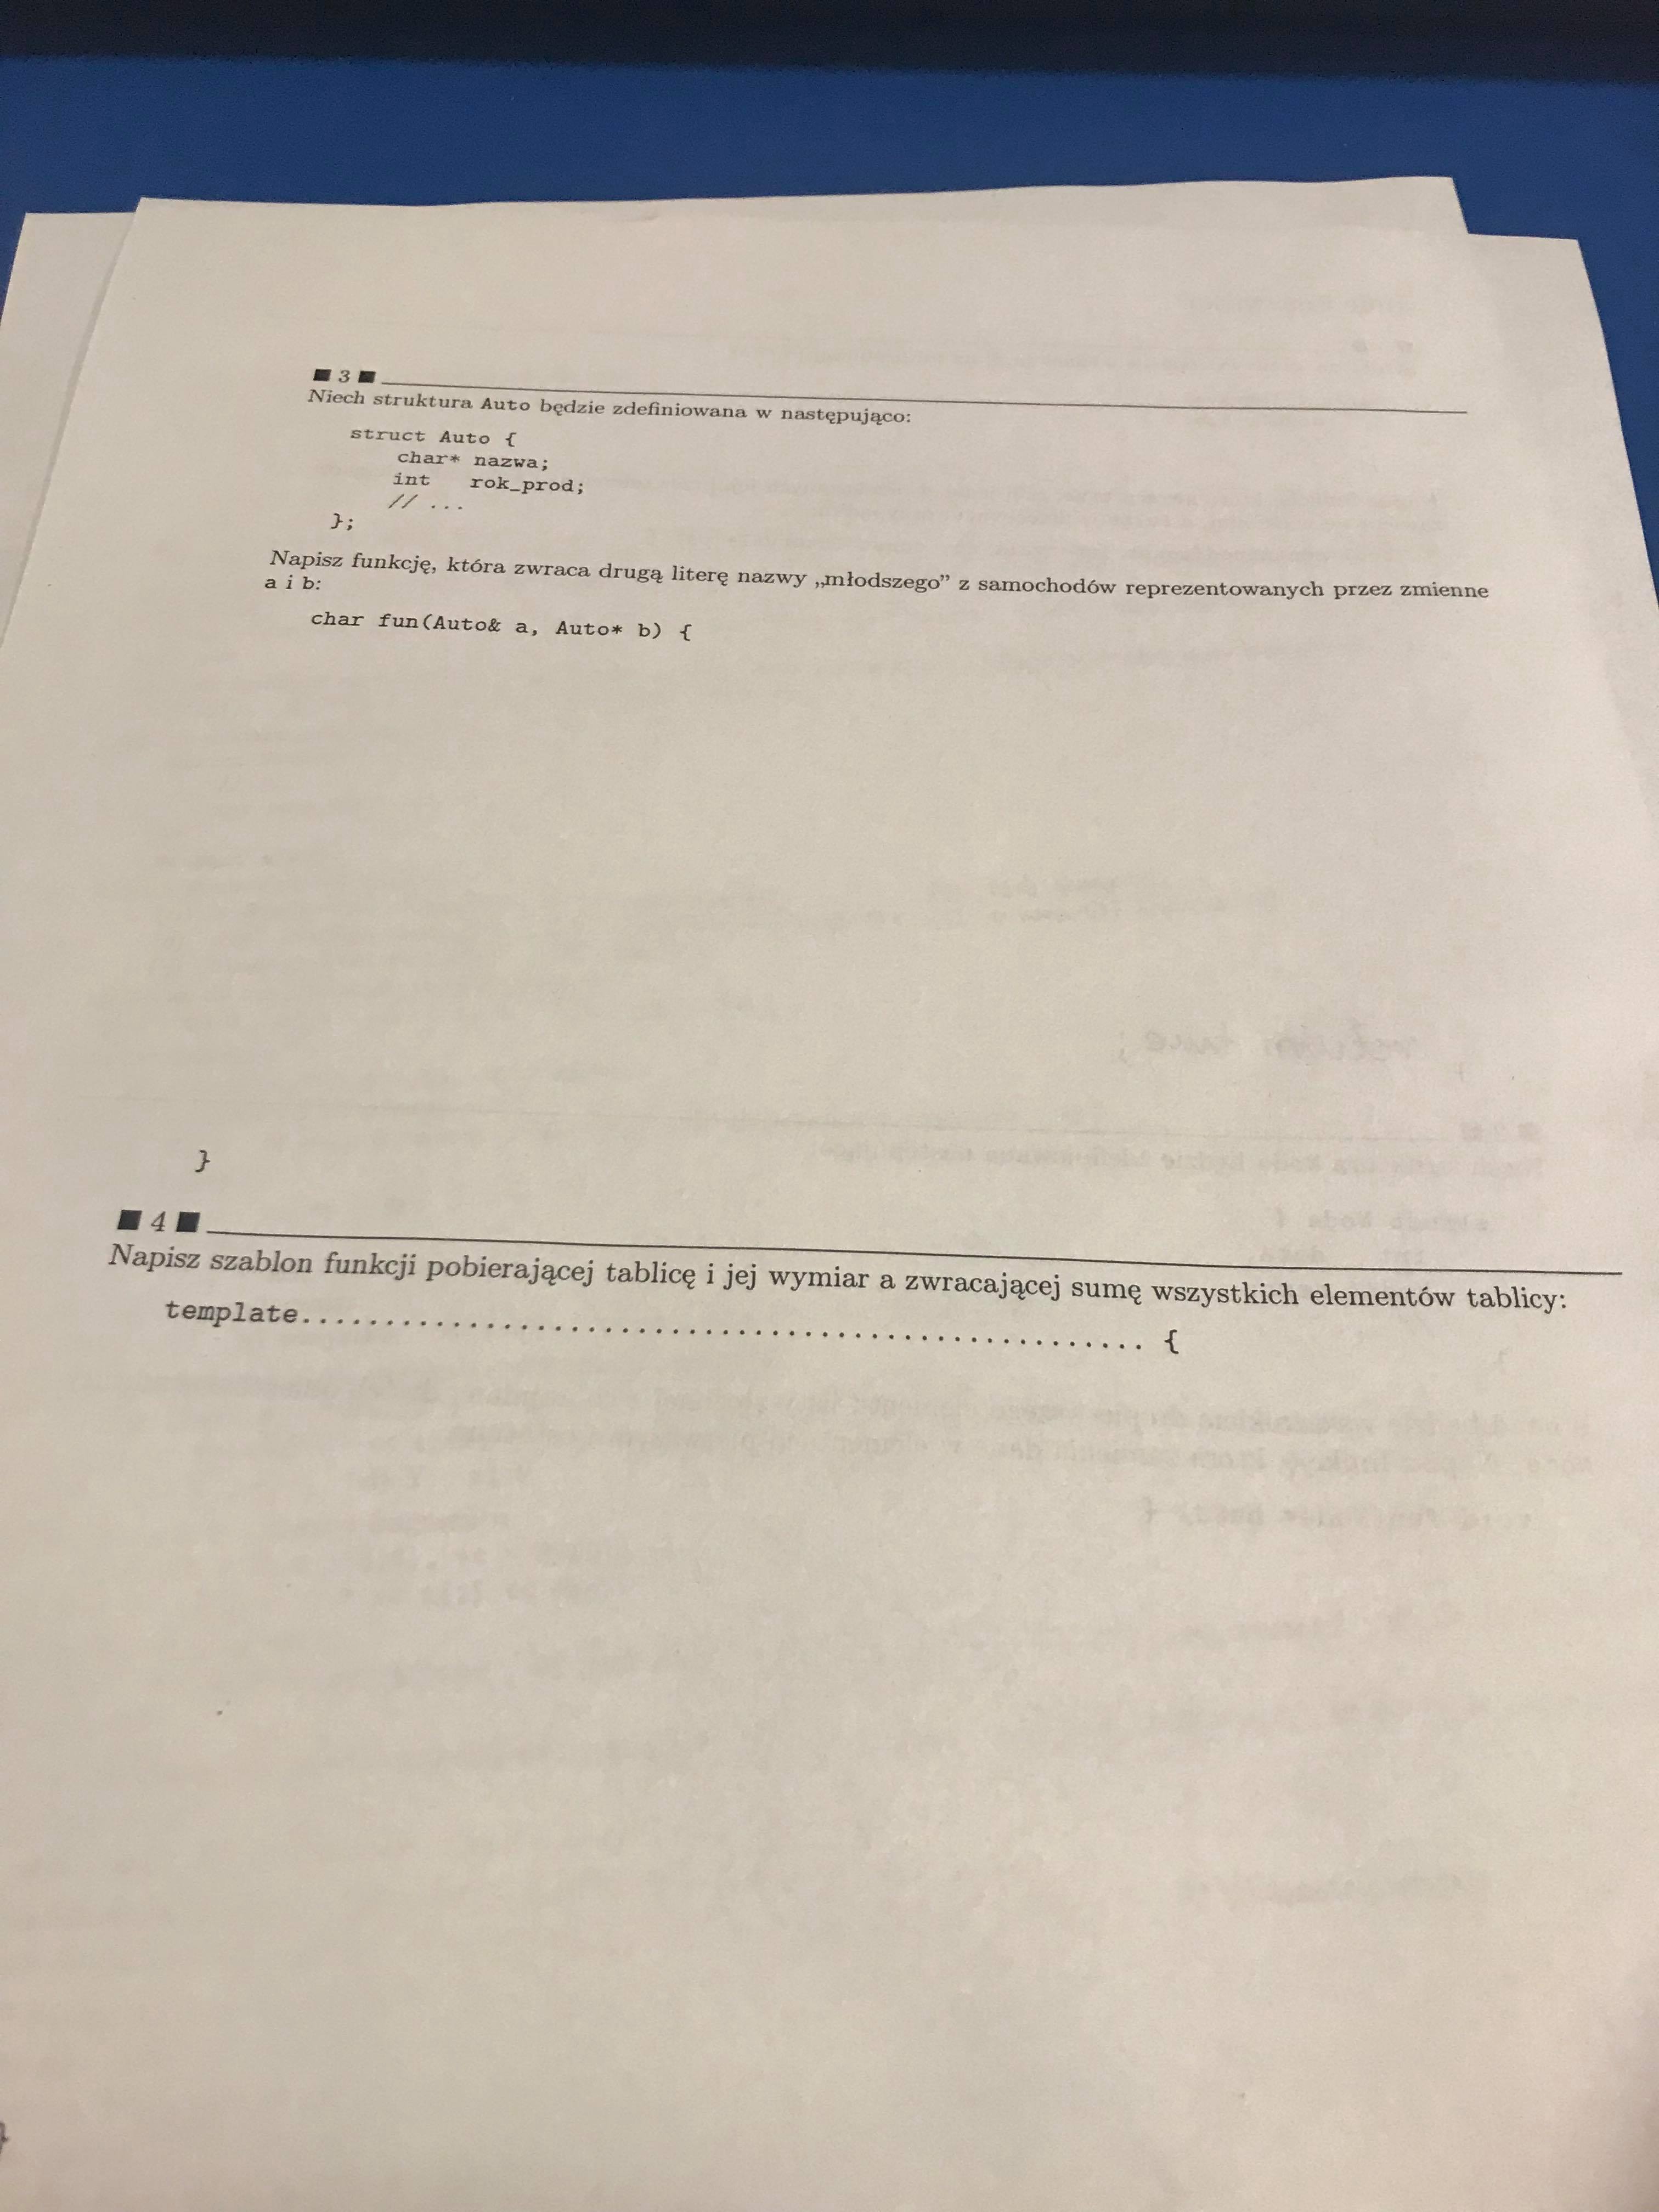 ■ 3 ■
Niech struktura Auto będzie zdefiniowana w następująco:
struct Auto {
char* nazwa;
int rok_prod;
// ...
};
Napisz funkcję, która zwraca drugą literę nazwy „młodszego” z samochodów reprezentowanych przez zmienne
a i b:
char fun(Auto& a, Auto* b) {
}
■ 4 ■
Napisz szablon funkcji pobierającej tablicę i jej wymiar a zwracającej sumę wszystkich elementów tablicy:
template.................................................. {